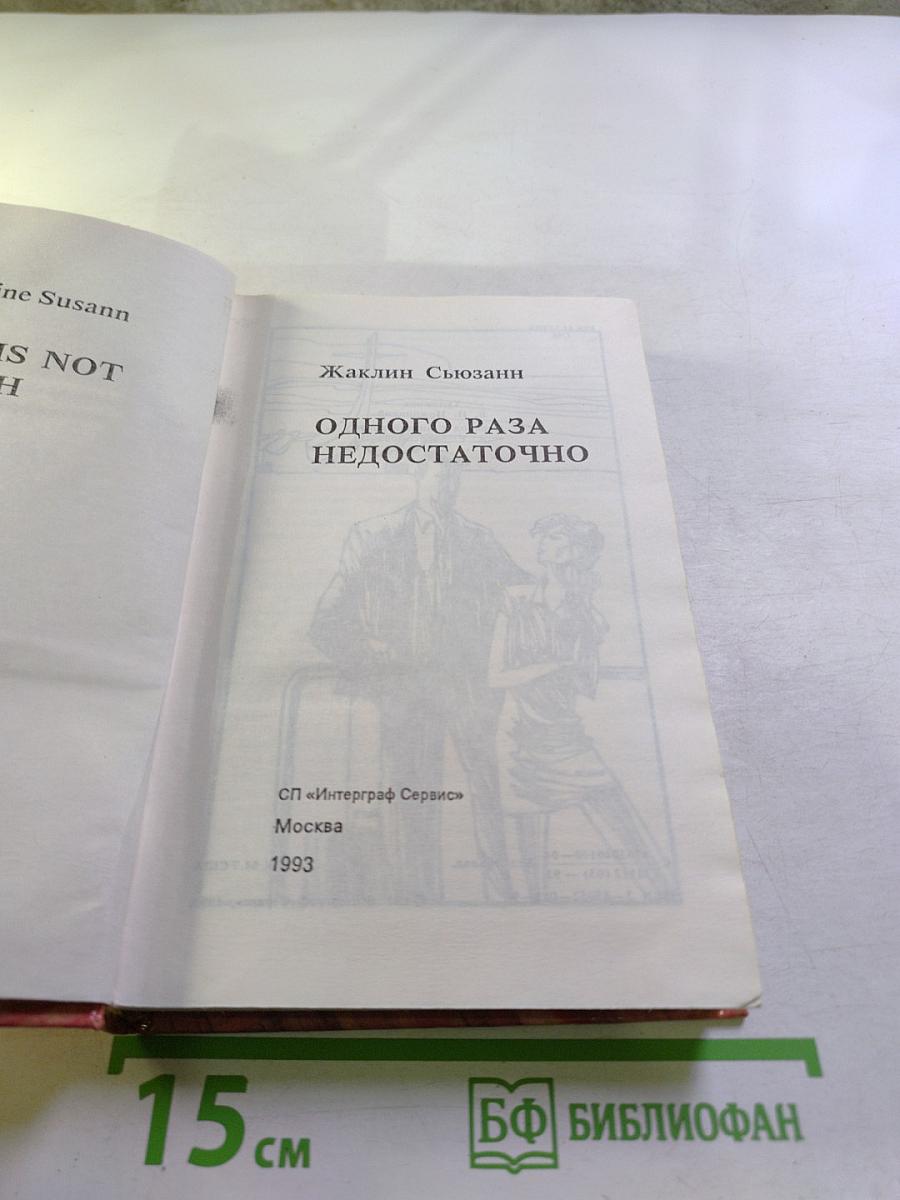 ine Susann
IS NOT
H
Жаклин Сьюзанн
ОДНОГО РАЗА
НЕДОСТАТОЧНО
СП «Интерграф Сервис»
Москва
1993
15 см
БФ БИБЛИОФАН